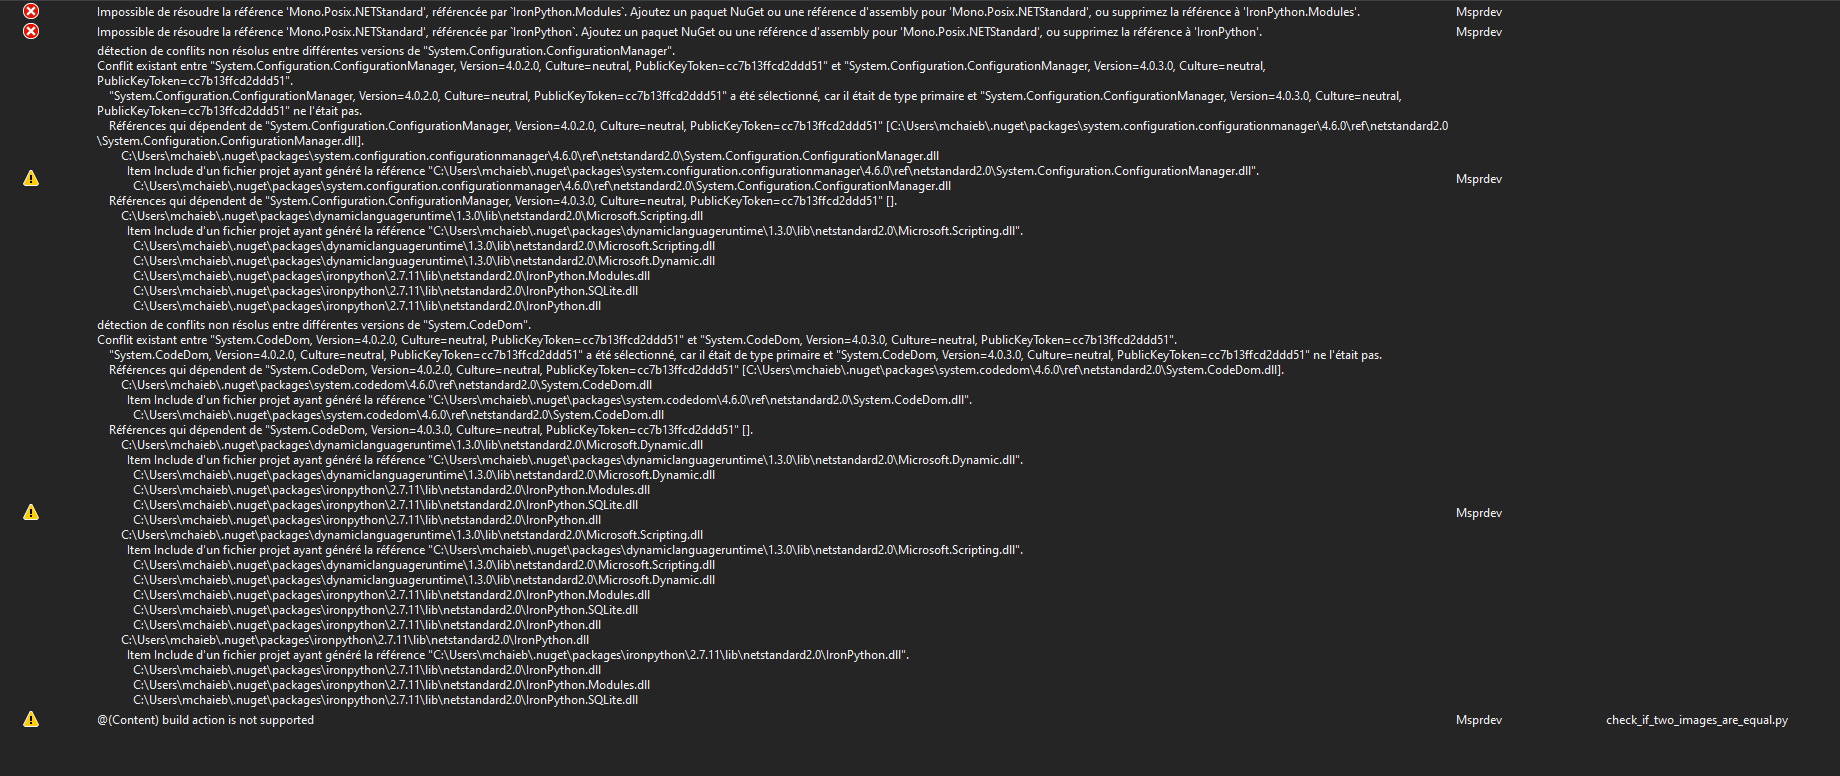 Impossible de résoudre la référence 'Mono.Posix.NETStandard', référencée par `IronPython.Modules`. Ajoutez un paquet NuGet ou une référence d'assembly pour 'Mono.Posix.NETStandard', ou supprimez la référence à 'IronPython.Modules'. Msprdev
Impossible de résoudre la référence 'Mono.Posix.NETStandard', référencée par `IronPython`. Ajoutez un paquet NuGet ou une référence d'assembly pour 'Mono.Posix.NETStandard', ou supprimez la référence à 'IronPython'. Msprdev
détection de conflits non résolus entre différentes versions de "System.Configuration.ConfigurationManager".
Conflit existant entre "System.Configuration.ConfigurationManager, Version=4.0.2.0, Culture=neutral, PublicKeyToken=cc7b13ffcd2ddd51" et "System.Configuration.ConfigurationManager, Version=4.0.3.0, Culture=neutral,
PublicKeyToken=cc7b13ffcd2ddd51".
"System.Configuration.ConfigurationManager, Version=4.0.2.0, Culture=neutral, PublicKeyToken=cc7b13ffcd2ddd51" a été sélectionné, car il était de type primaire et "System.Configuration.ConfigurationManager, Version=4.0.3.0, Culture=neutral,
PublicKeyToken=cc7b13ffcd2ddd51" ne l'était pas.
Références qui dépendent de "System.Configuration.ConfigurationManager, Version=4.0.2.0, Culture=neutral, PublicKeyToken=cc7b13ffcd2ddd51" [C:\Users\mchaieb\.nuget\packages\system.configuration.configurationmanager\4.6.0\ref\netstandard2.0
\System.Configuration.ConfigurationManager.dll].
C:\Users\mchaieb\.nuget\packages\system.configuration.configurationmanager\4.6.0\ref\netstandard2.0\System.Configuration.ConfigurationManager.dll
Item Include d'un fichier projet ayant généré la référence "C:\Users\mchaieb\.nuget\packages\system.configuration.configurationmanager\4.6.0\ref\netstandard2.0\System.Configuration.ConfigurationManager.dll".
Msprdev
C:\Users\mchaieb\.nuget\packages\system.configuration.configurationmanager\4.6.0\ref\netstandard2.0\System.Configuration.ConfigurationManager.dll
Références qui dépendent de "System.Configuration.ConfigurationManager, Version=4.0.3.0, Culture=neutral, PublicKeyToken=cc7b13ffcd2ddd51" [].
C:\Users\mchaieb\.nuget\packages\dynamiclanguageruntime\1.3.0\lib\netstandard2.0\Microsoft.Scripting.dll
Item Include d'un fichier projet ayant généré la référence "C:\Users\mchaieb\.nuget\packages\dynamiclanguageruntime\1.3.0\lib\netstandard2.0\Microsoft.Scripting.dll".
C:\Users\mchaieb\.nuget\packages\dynamiclanguageruntime\1.3.0\lib\netstandard2.0\Microsoft.Scripting.dll
C:\Users\mchaieb\.nuget\packages\dynamiclanguageruntime\1.3.0\lib\netstandard2.0\Microsoft.Dynamic.dll
C:\Users\mchaieb\.nuget\packages\ironpython\2.7.11\lib\netstandard2.0\IronPython.Modules.dll
C:\Users\mchaieb\.nuget\packages\ironpython\2.7.11\lib\netstandard2.0\IronPython.SQLite.dll
C:\Users\mchaieb\.nuget\packages\ironpython\2.7.11\lib\netstandard2.0\IronPython.dll
détection de conflits non résolus entre différentes versions de "System.CodeDom".
Conflit existant entre "System.CodeDom, Version=4.0.2.0, Culture=neutral, PublicKeyToken=cc7b13ffcd2ddd51" et "System.CodeDom, Version=4.0.3.0, Culture=neutral, PublicKeyToken=cc7b13ffcd2ddd51".
"System.CodeDom, Version=4.0.2.0, Culture=neutral, PublicKeyToken=cc7b13ffcd2ddd51" a été sélectionné, car il était de type primaire et "System.CodeDom, Version=4.0.3.0, Culture=neutral, PublicKeyToken=cc7b13ffcd2ddd51" ne l'était pas.
Références qui dépendent de "System.CodeDom, Version=4.0.2.0, Culture=neutral, PublicKeyToken=cc7b13ffcd2ddd51" [C:\Users\mchaieb\.nuget\packages\system.codedom\4.6.0\ref\netstandard2.0\System.CodeDom.dll].
C:\Users\mchaieb\.nuget\packages\system.codedom\4.6.0\ref\netstandard2.0\System.CodeDom.dll
Item Include d'un fichier projet ayant généré la référence "C:\Users\mchaieb\.nuget\packages\system.codedom\4.6.0\ref\netstandard2.0\System.CodeDom.dll".
C:\Users\mchaieb\.nuget\packages\system.codedom\4.6.0\ref\netstandard2.0\System.CodeDom.dll
Références qui dépendent de "System.CodeDom, Version=4.0.3.0, Culture=neutral, PublicKeyToken=cc7b13ffcd2ddd51" [].
C:\Users\mchaieb\.nuget\packages\dynamiclanguageruntime\1.3.0\lib\netstandard2.0\Microsoft.Dynamic.dll
Item Include d'un fichier projet ayant généré la référence "C:\Users\mchaieb\.nuget\packages\dynamiclanguageruntime\1.3.0\lib\netstandard2.0\Microsoft.Dynamic.dll".
C:\Users\mchaieb\.nuget\packages\dynamiclanguageruntime\1.3.0\lib\netstandard2.0\Microsoft.Dynamic.dll
C:\Users\mchaieb\.nuget\packages\ironpython\2.7.11\lib\netstandard2.0\IronPython.Modules.dll
C:\Users\mchaieb\.nuget\packages\ironpython\2.7.11\lib\netstandard2.0\IronPython.SQLite.dll
Msprdev
C:\Users\mchaieb\.nuget\packages\ironpython\2.7.11\lib\netstandard2.0\IronPython.dll
C:\Users\mchaieb\.nuget\packages\dynamiclanguageruntime\1.3.0\lib\netstandard2.0\Microsoft.Scripting.dll
Item Include d'un fichier projet ayant généré la référence "C:\Users\mchaieb\.nuget\packages\dynamiclanguageruntime\1.3.0\lib\netstandard2.0\Microsoft.Scripting.dll".
C:\Users\mchaieb\.nuget\packages\dynamiclanguageruntime\1.3.0\lib\netstandard2.0\Microsoft.Scripting.dll
C:\Users\mchaieb\.nuget\packages\dynamiclanguageruntime\1.3.0\lib\netstandard2.0\Microsoft.Dynamic.dll
C:\Users\mchaieb\.nuget\packages\ironpython\2.7.11\lib\netstandard2.0\IronPython.Modules.dll
C:\Users\mchaieb\.nuget\packages\ironpython\2.7.11\lib\netstandard2.0\IronPython.SQLite.dll
C:\Users\mchaieb\.nuget\packages\ironpython\2.7.11\lib\netstandard2.0\IronPython.dll
C:\Users\mchaieb\.nuget\packages\ironpython\2.7.11\lib\netstandard2.0\IronPython.dll
Item Include d'un fichier projet ayant généré la référence "C:\Users\mchaieb\.nuget\packages\ironpython\2.7.11\lib\netstandard2.0\IronPython.dll".
C:\Users\mchaieb\.nuget\packages\ironpython\2.7.11\lib\netstandard2.0\IronPython.dll
C:\Users\mchaieb\.nuget\packages\ironpython\2.7.11\lib\netstandard2.0\IronPython.Modules.dll
C:\Users\mchaieb\.nuget\packages\ironpython\2.7.11\lib\netstandard2.0\IronPython.SQLite.dll
@(Content) build action is not supported Msprdev check_if_two_images_are_equal.py